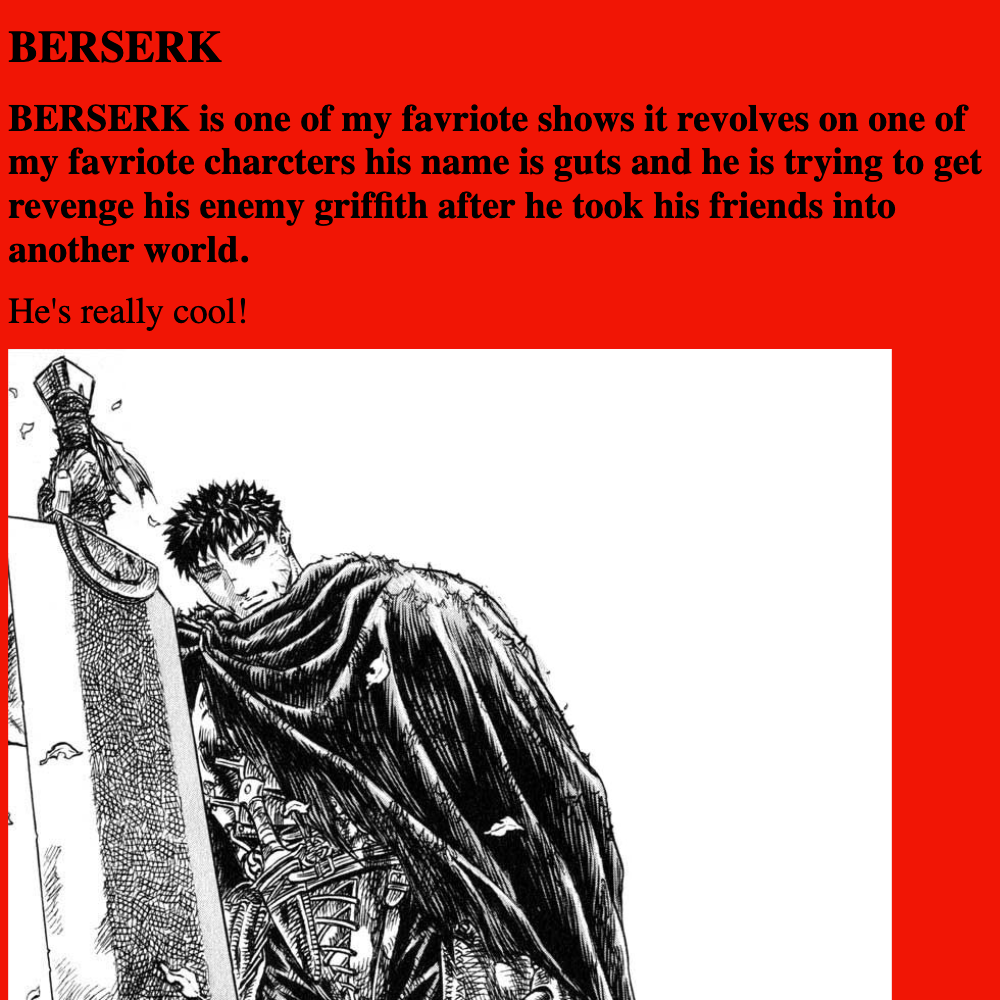 BERSERK
BERSERK is one of my favriote shows it revolves on one of
my favriote charcters his name is guts and he is trying to get
revenge his enemy griffith after he took his friends into
another world.
He's really cool!